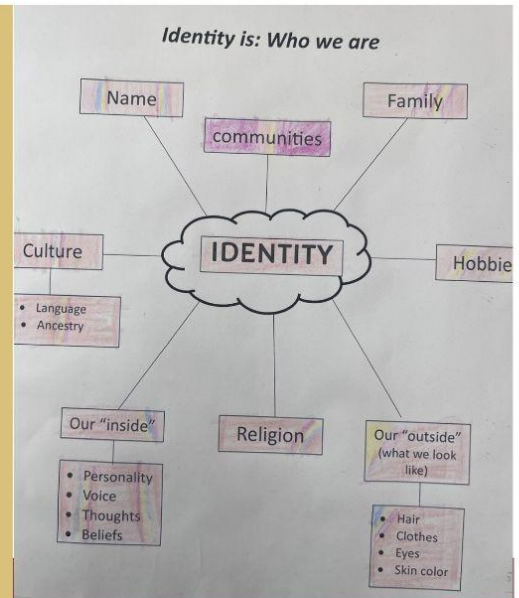 Identity is: Who we are
Name
Family
communities
IDENTITY
Culture
Hobbie
• Language
• Ancestry
Our “inside”
Religion
Our “outside”
(what we look
like)
• Personality
• Voice
• Thoughts
• Beliefs
• Hair
• Clothes
• Eyes
• Skin color